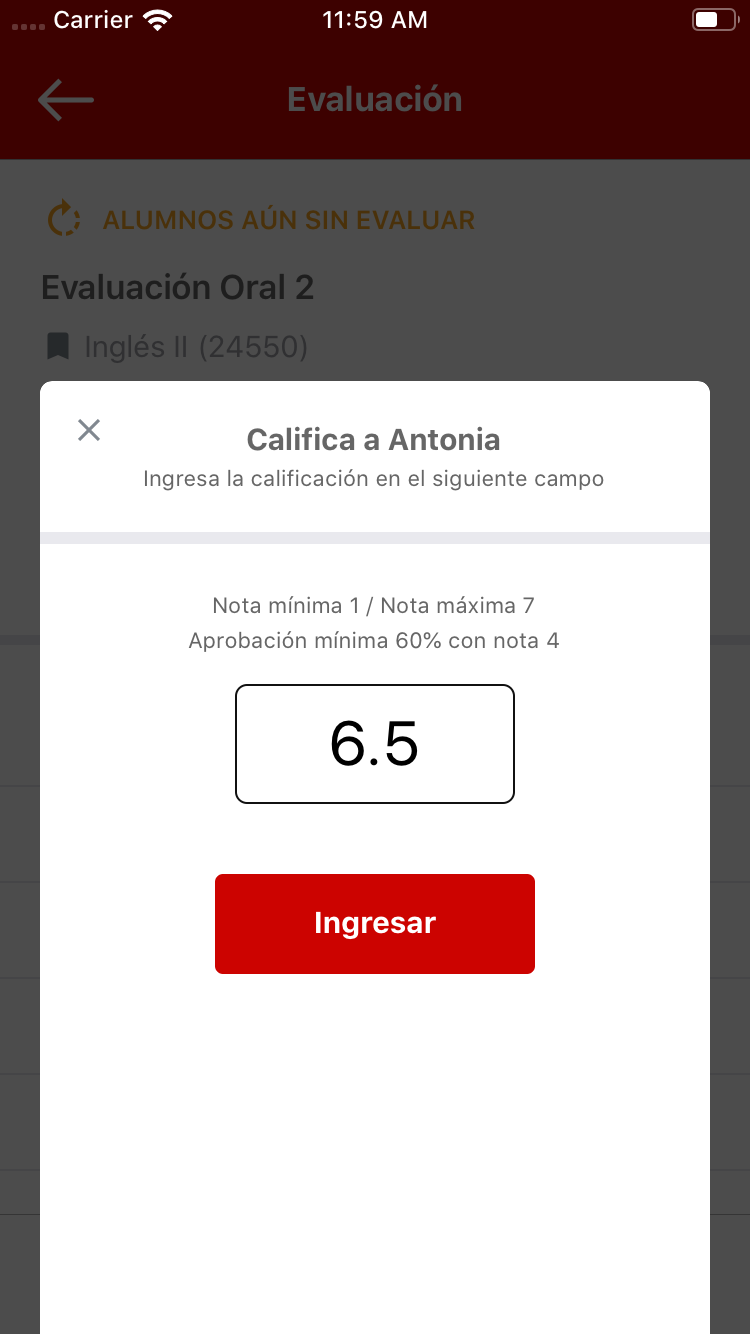 Carrier 11:59 AM
Evaluación
ALUMNOS AÚN SIN EVALUAR
Evaluación Oral 2
Inglés II (24550)
Califica a Antonia
Ingresa la calificación en el siguiente campo
Nota mínima 1 / Nota máxima 7
Aprobación mínima 60% con nota 4
6.5
Ingresar